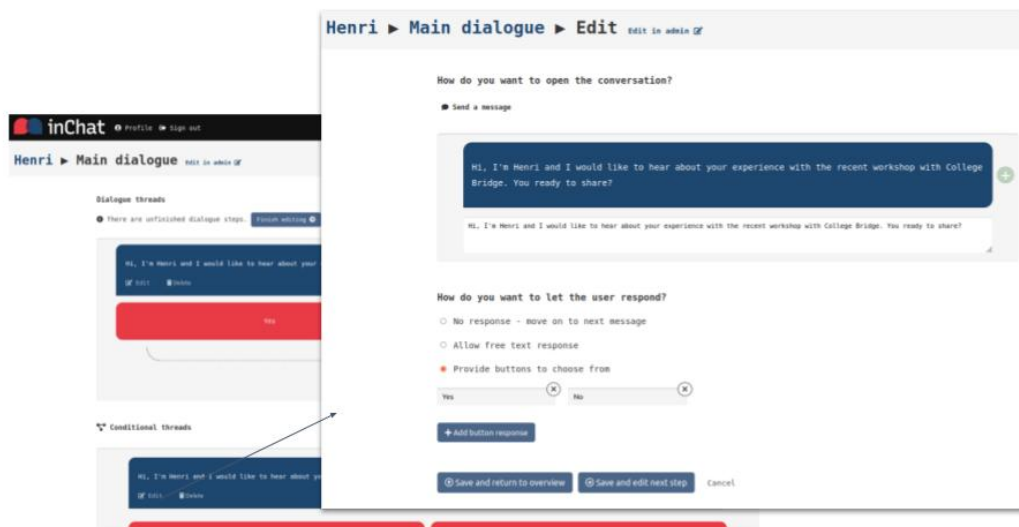 Henri ▸ Main dialogue ▸ Edit Edit in admin
How do you want to open the conversation?
Send a message
Hi, I'm Henri and I would like to hear about your experience with the recent workshop with College
Bridge. You ready to share?
Hi, I'm Henri and I would like to hear about your experience with the recent workshop with College Bridge. You ready to share?
How do you want to let the user respond?
No response - move on to next message
Allow free text response
Provide buttons to choose from
Yes No
Add button response
Save and return to overview Save and edit next step Cancel
inChat Profile Sign out
Henri ▸ Main dialogue Edit in admin
Dialogue threads
There are unfinished dialogue steps. Finish editing
Hi, I'm Henri and I would like to hear about your
Edit Delete
Yes
Conditional threads
Hi, I'm Henri and I would like to hear about
Edit Delete